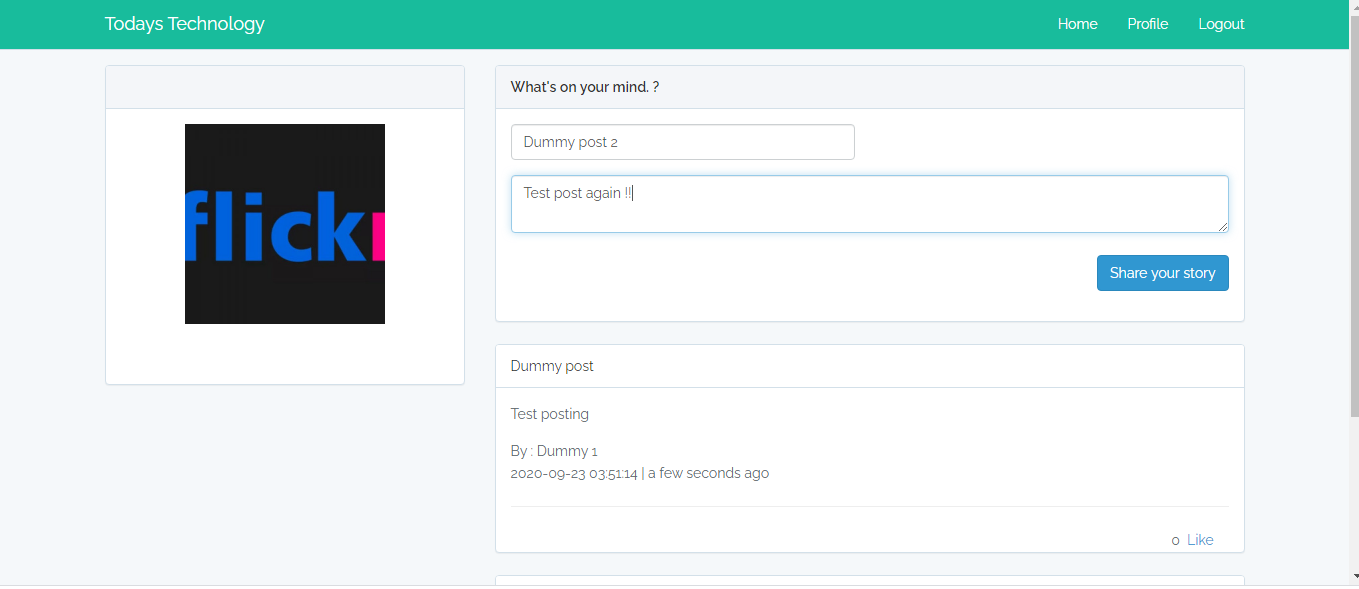 Todays Technology
Home Profile Logout
flickr
What's on your mind. ?
Dummy post 2
Test post again !!
Share your story
Dummy post
Test posting
By : Dummy 1
2020-09-23 03:51:14 | a few seconds ago
0 Like